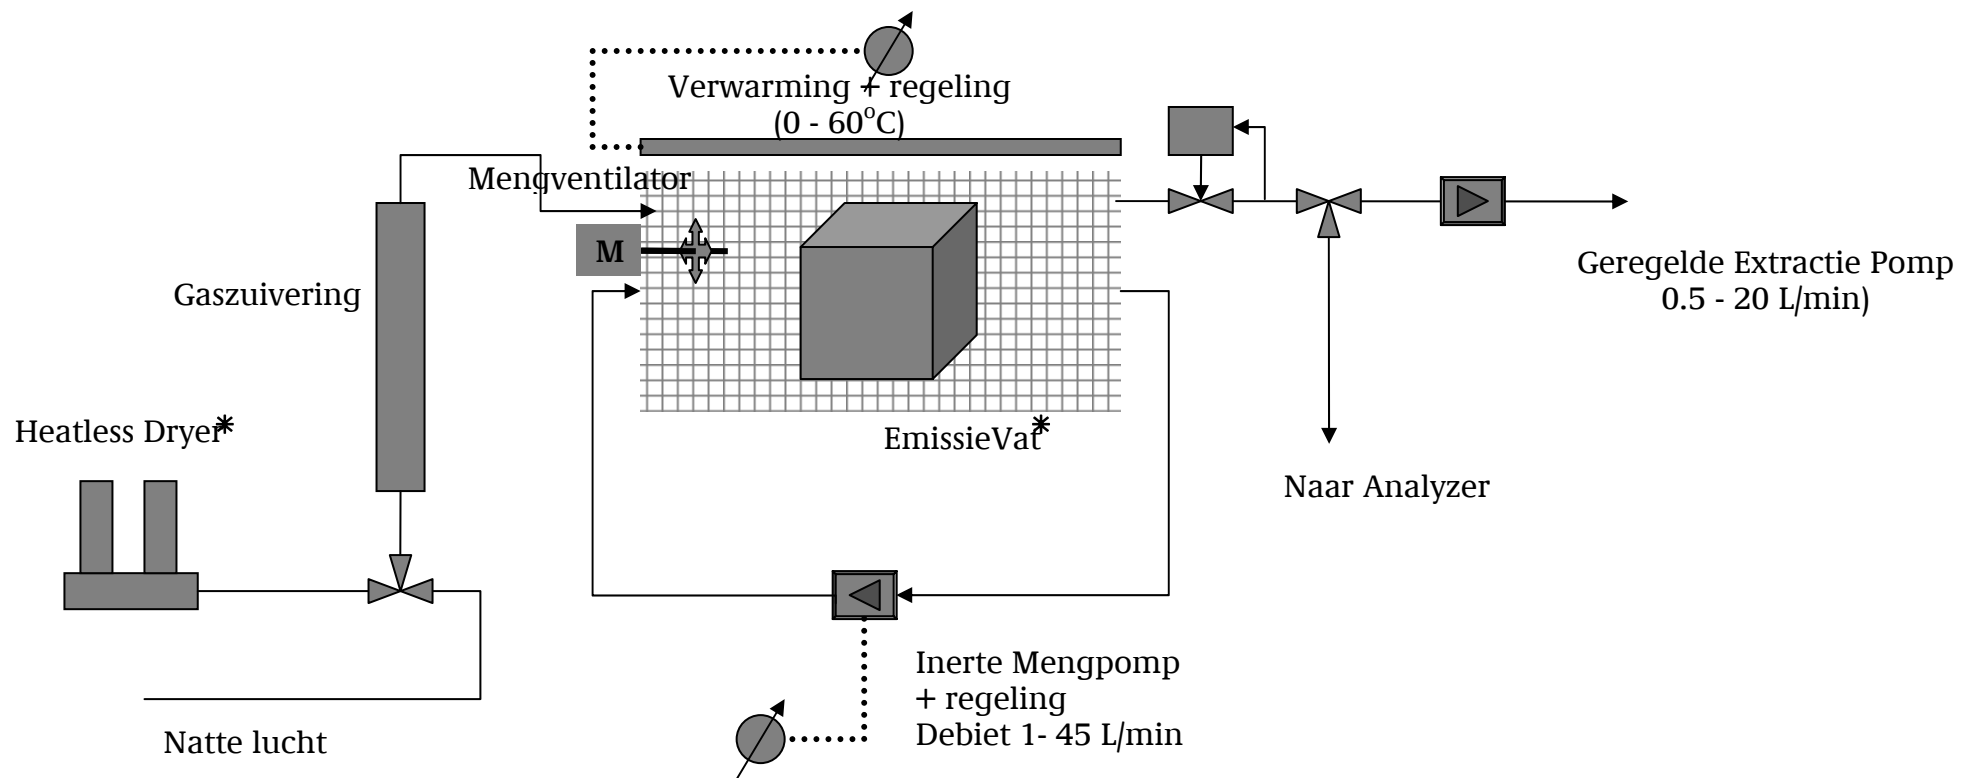 Verwarming + regeling
(0 - 60°C)
Mengventilator
M
Gaszuivering
Geregelde Extractie Pomp
0.5 - 20 L/min)
Heatless Dryer*
EmissieVat*
Naar Analyzer
Inerte Mengpomp
+ regeling
Debiet 1- 45 L/min
Natte lucht